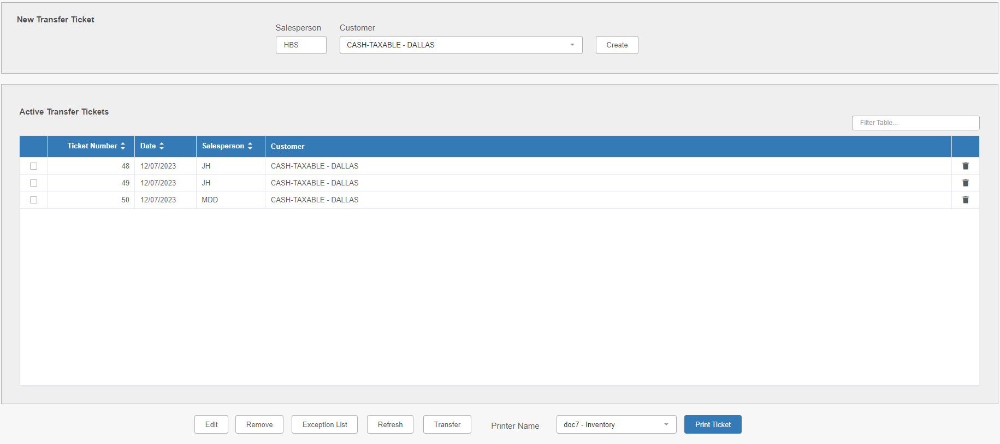 New Transfer Ticket
Salesperson Customer
HBS CASH-TAXABLE - DALLAS Create
Active Transfer Tickets
Filter Table...
Ticket Number Date Salesperson Customer
48 12/07/2023 JH CASH-TAXABLE - DALLAS
49 12/07/2023 JH CASH-TAXABLE - DALLAS
50 12/07/2023 MDD CASH-TAXABLE - DALLAS
Edit Remove Exception List Refresh Transfer Printer Name doc7 - Inventory Print Ticket